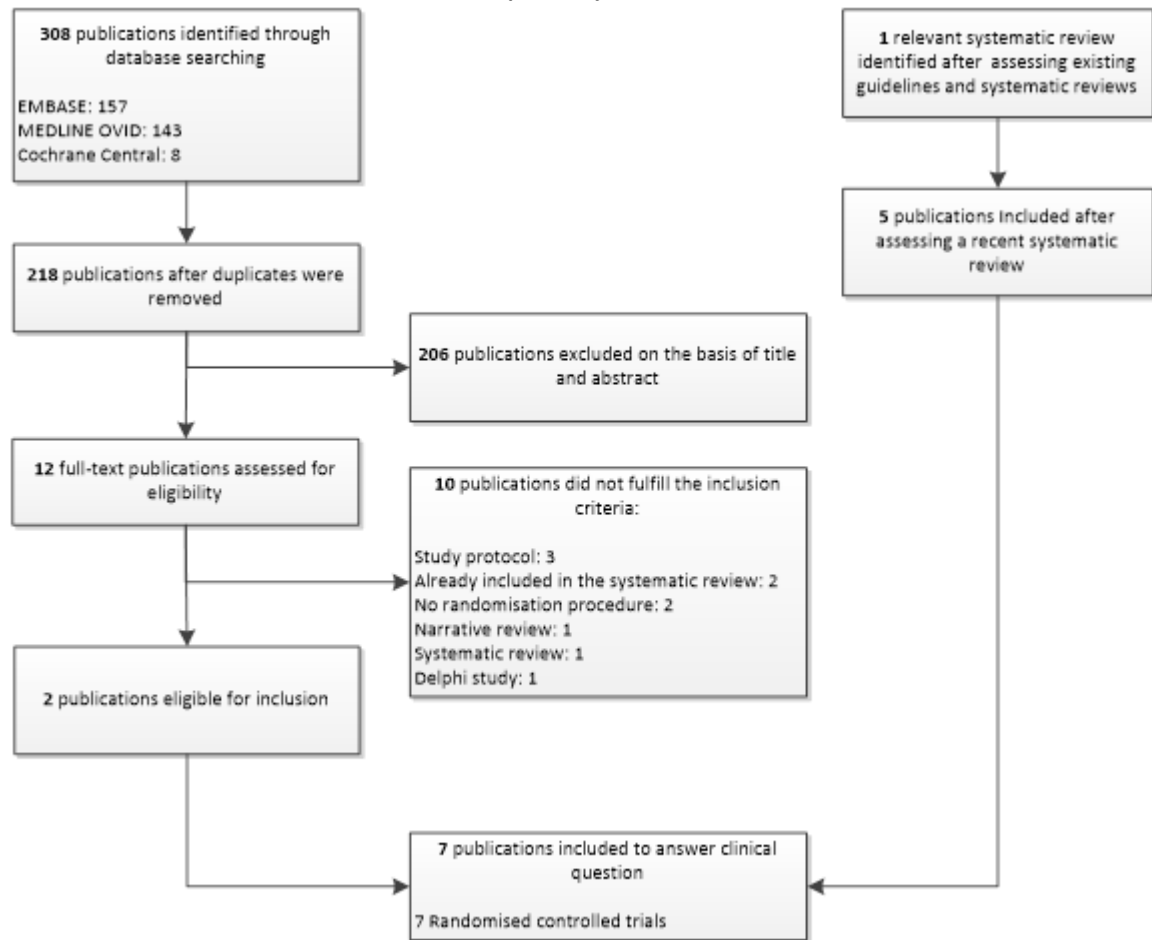 308 publications identified through
database searching
EMBASE: 157
MEDLINE OVID: 143
Cochrane Central: 8
1 relevant systematic review
identified after assessing existing
guidelines and systematic reviews
5 publications Included after
assessing a recent systematic
review
218 publications after duplicates were
removed
206 publications excluded on the basis of title
and abstract
12 full-text publications assessed for
eligibility
10 publications did not fulfill the inclusion
criteria:
Study protocol: 3
Already included in the systematic review: 2
No randomisation procedure: 2
Narrative review: 1
Systematic review: 1
Delphi study: 1
2 publications eligible for inclusion
7 publications included to answer clinical
question
7 Randomised controlled trials